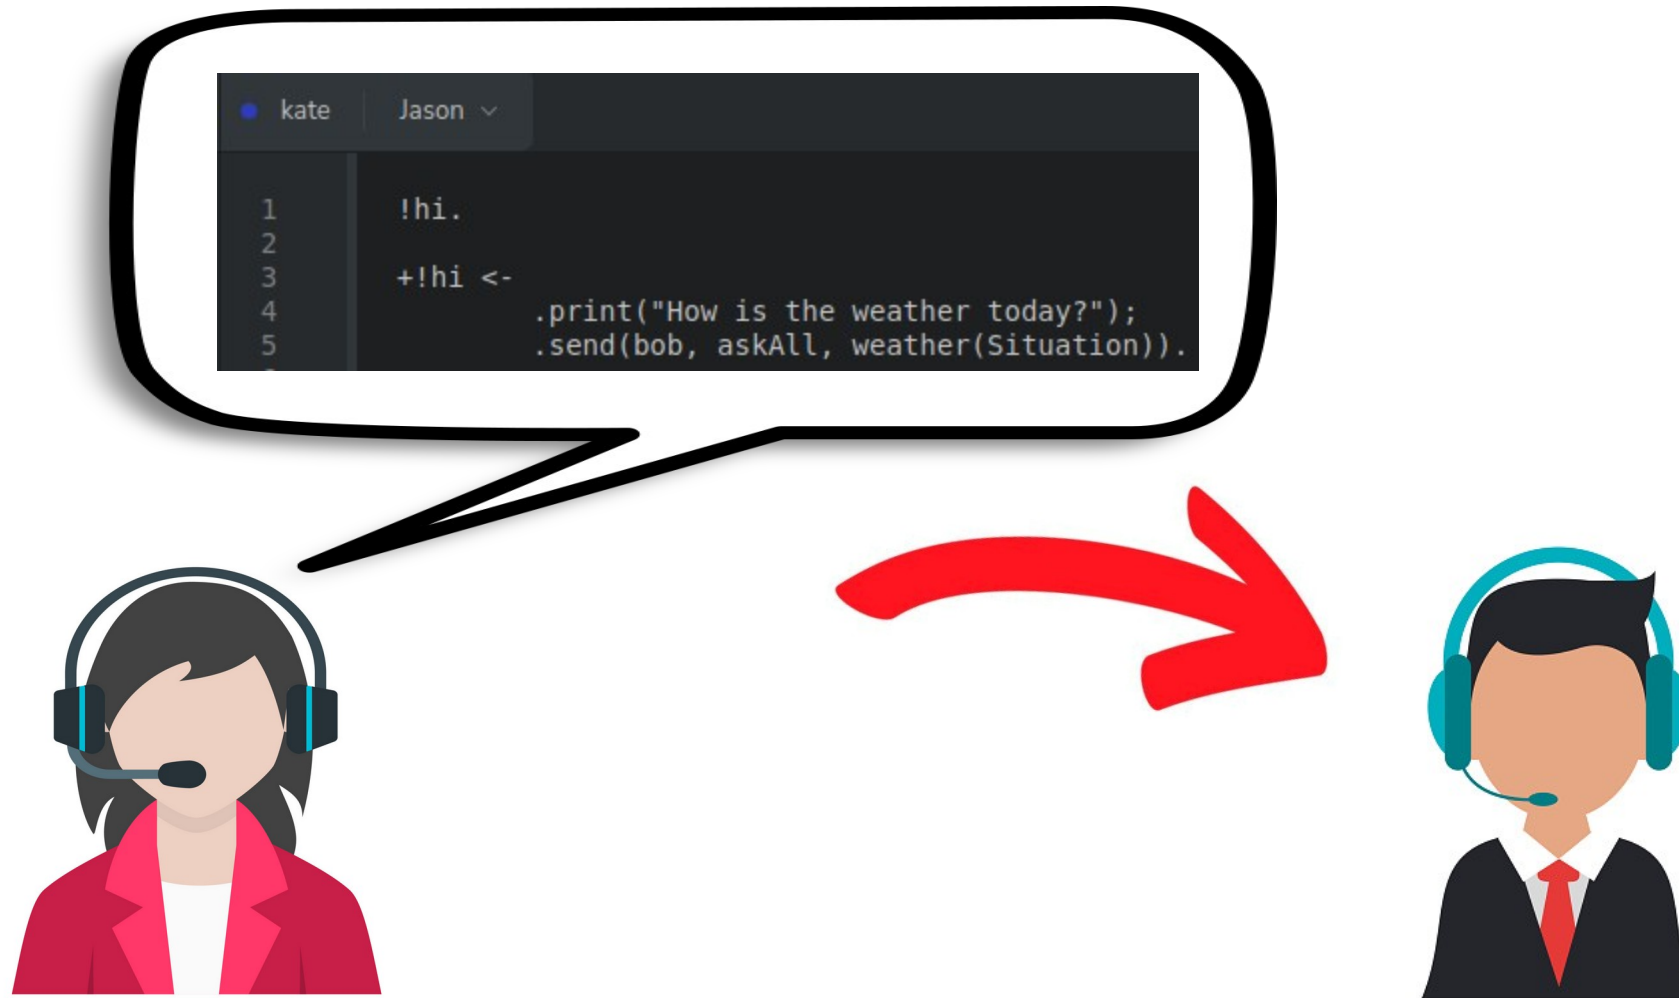 kate Jason
1 !hi.
2
3 +!hi <-
4 .print("How is the weather today?");
5 .send(bob, askAll, weather(Situation)).